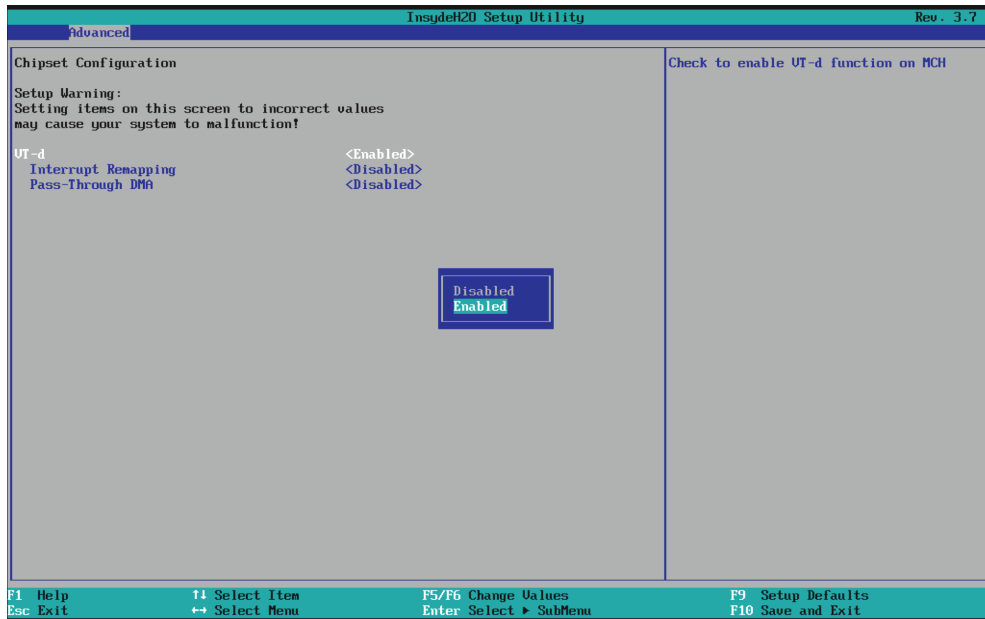 InsydeH2O Setup Utility Rev. 3.7
Advanced
Chipset Configuration
Check to enable VT-d function on MCH
Setup Warning:
Setting items on this screen to incorrect values
may cause your system to malfunction!
VT-d <Enabled>
Interrupt Remapping <Disabled>
Pass-Through DMA <Disabled>
Disabled
Enabled
F1 Help ↑↓ Select Item F5/F6 Change Values F9 Setup Defaults
Esc Exit ↔ Select Menu Enter Select ▶ SubMenu F10 Save and Exit